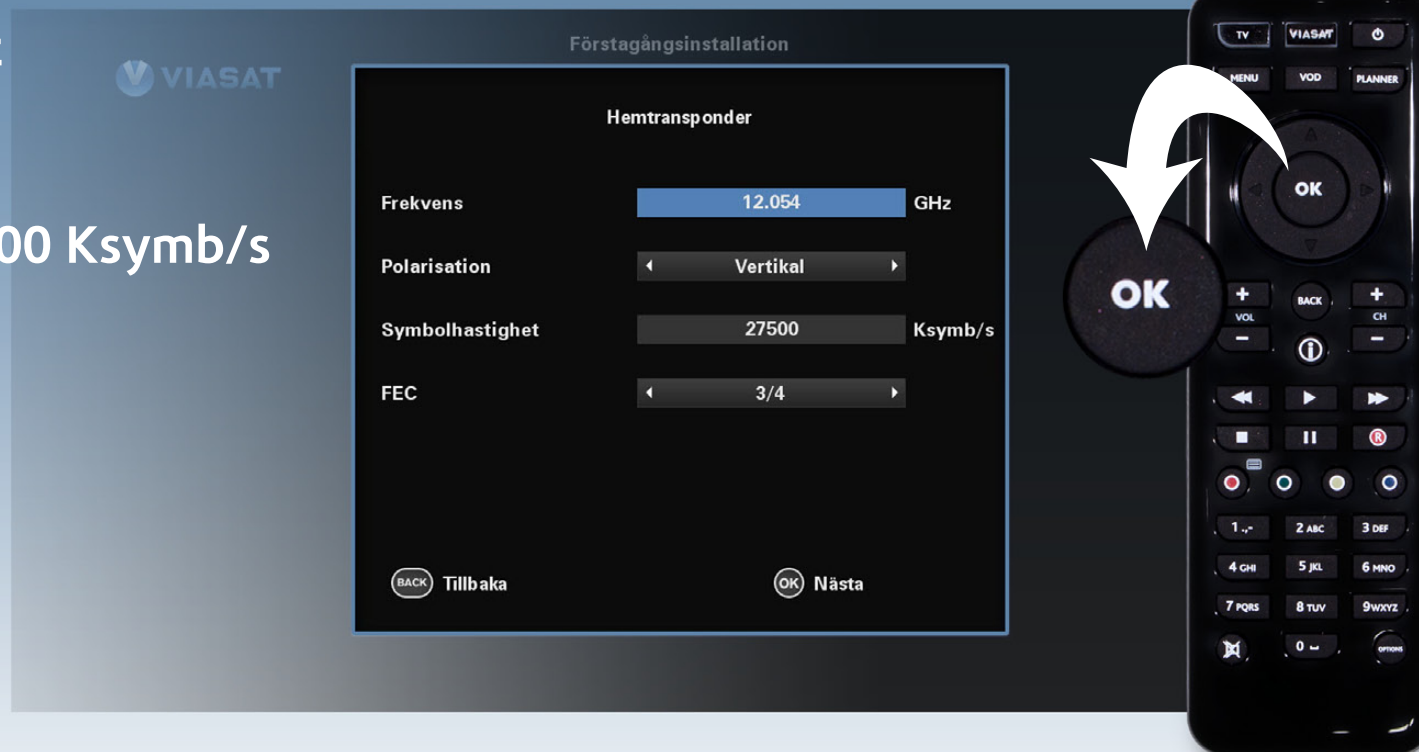 Förstagångsinstallation
VIASAT
Hemtransponder
Frekvens 12.054 GHz
00 Ksymb/s
Polarisation Vertikal
Symbolhastighet 27500 Ksymb/s
FEC 3/4
BACK Tillbaka OK Nästa
OK
TV VIASAT
MENU VOD PLANNER
OK
+ BACK +
VOL CH
- -
R
1.,- 2 ABC 3 DEF
4 GHI 5 JKL 6 MNO
7 PQRS 8 TUV 9WXYZ
0 OPTIONS